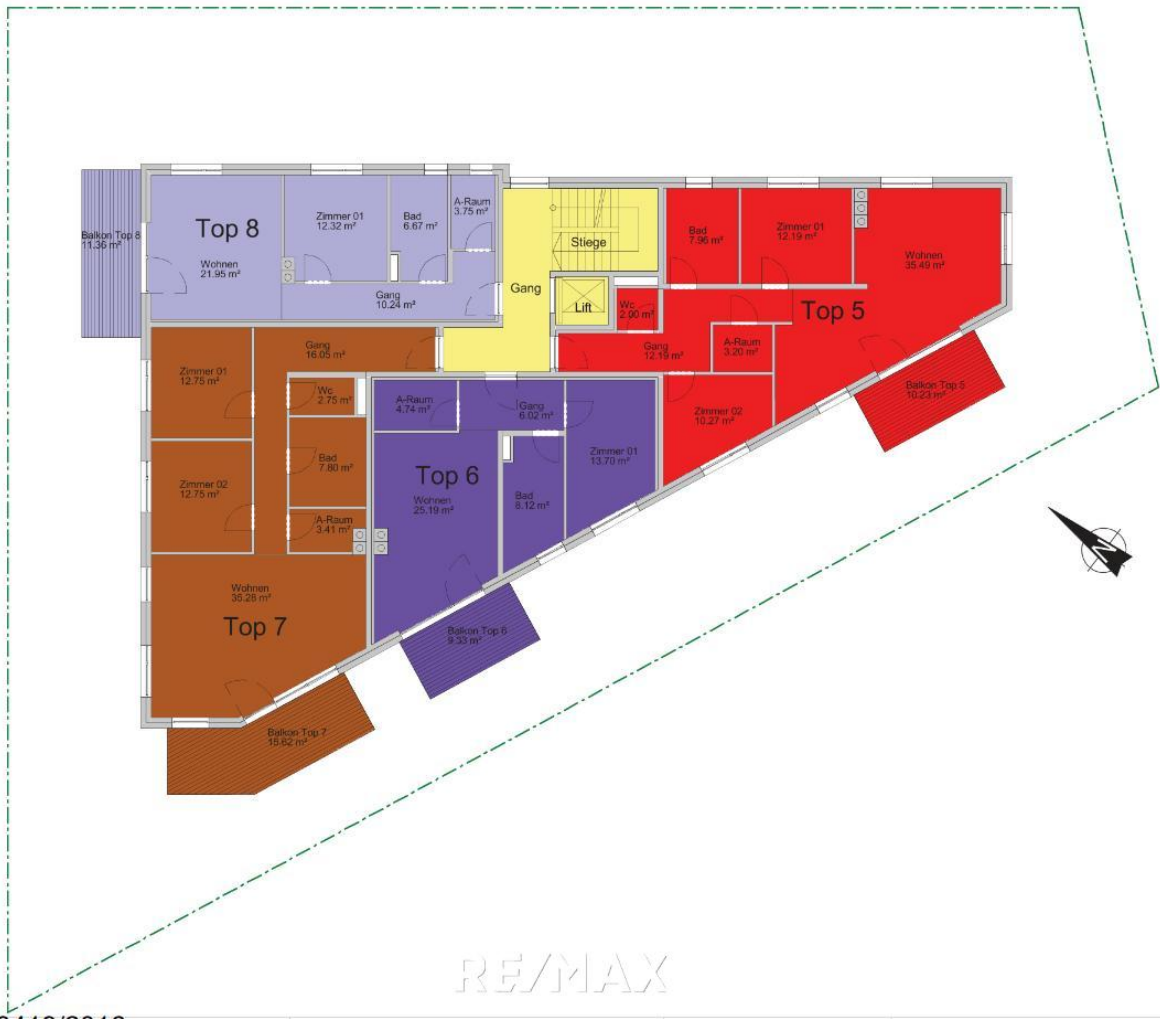 Top 8
Balkon Top 8
11.36 m²
Wohnen
21.95 m²
Zimmer 01
12.32 m²
Bad
6.67 m²
A-Raum
3.75 m²
Gang
10.24 m²
Stiege
Gang
Lift
Top 5
Bad
7.96 m²
Zimmer 01
12.19 m²
Wohnen
35.49 m²
Wc
2.00 m²
Gang
12.19 m²
A-Raum
3.20 m²
Zimmer 02
10.27 m²
Balkon Top 5
10.23 m²
Top 7
Gang
16.05 m²
Zimmer 01
12.75 m²
Wc
2.75 m²
Bad
7.80 m²
Zimmer 02
12.75 m²
A-Raum
3.41 m²
Wohnen
35.28 m²
Balkon Top 7
15.62 m²
Top 6
A-Raum
4.74 m²
Gang
6.02 m²
Zimmer 01
13.70 m²
Wohnen
25.19 m²
Bad
8.12 m²
Balkon Top 6
9.33 m²
N
RE/MAX